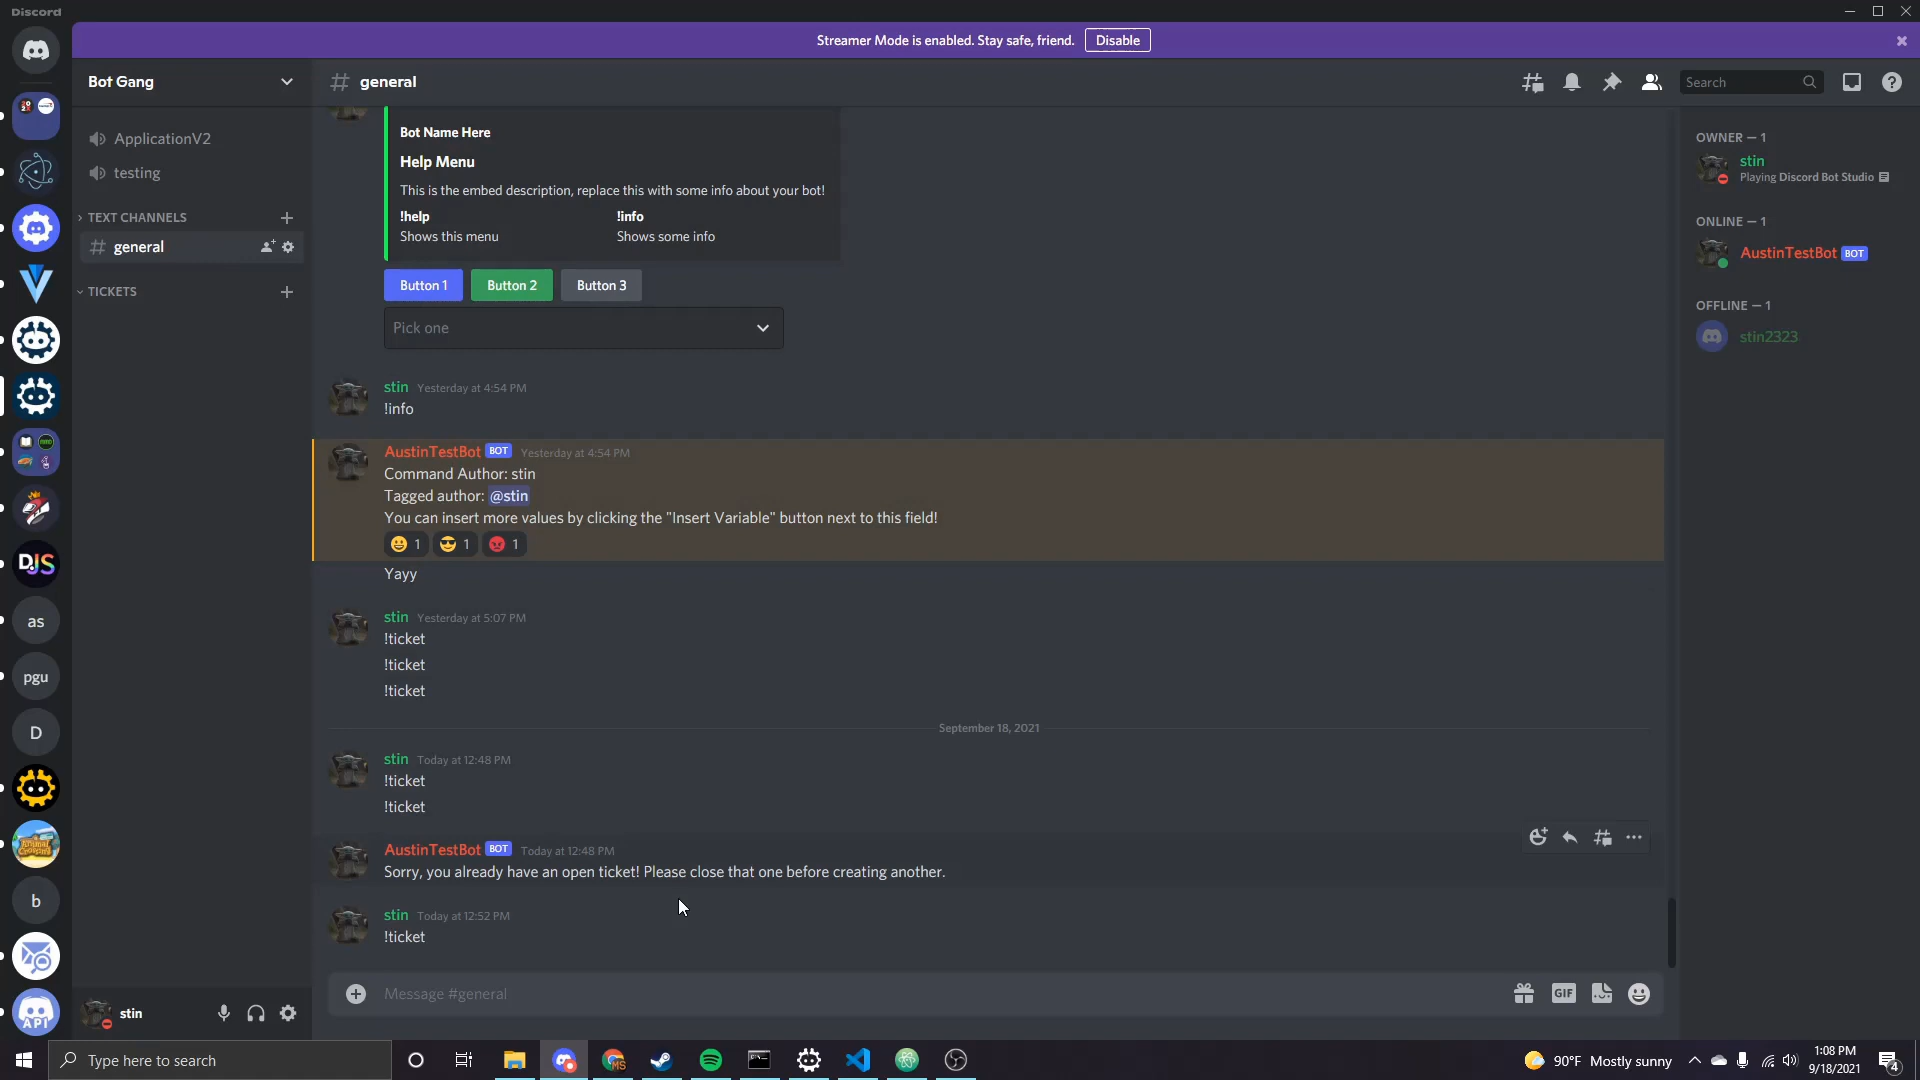 Discord
Streamer Mode is enabled. Stay safe, friend.
Disable
Bot Gang
general
Search
ApplicationV2
testing
TEXT CHANNELS
general
TICKETS
Bot Name Here
Help Menu
This is the embed description, replace this with some info about your bot!
!help
!info
Shows this menu
Shows some info
Button 1
Button 2
Button 3
Pick one
stin Yesterday at 4:54 PM
!info
AustinTestBot BOT Yesterday at 4:54 PM
Command Author: stin
Tagged author: @stin
You can insert more values by clicking the "Insert Variable" button next to this field!
1 1 1
Yayy
stin Yesterday at 5:07 PM
!ticket
!ticket
!ticket
September 18, 2021
stin Today at 12:48 PM
!ticket
!ticket
AustinTestBot BOT Today at 12:48 PM
Sorry, you already have an open ticket! Please close that one before creating another.
stin Today at 12:52 PM
!ticket
Message #general
GIF
OWNER — 1
stin
Playing Discord Bot Studio
ONLINE — 1
AustinTestBot BOT
OFFLINE — 1
stin2323
DJS
as
pgu
D
b
API
stin
Type here to search
MS
90°F Mostly sunny
1:08 PM
9/18/2021
4